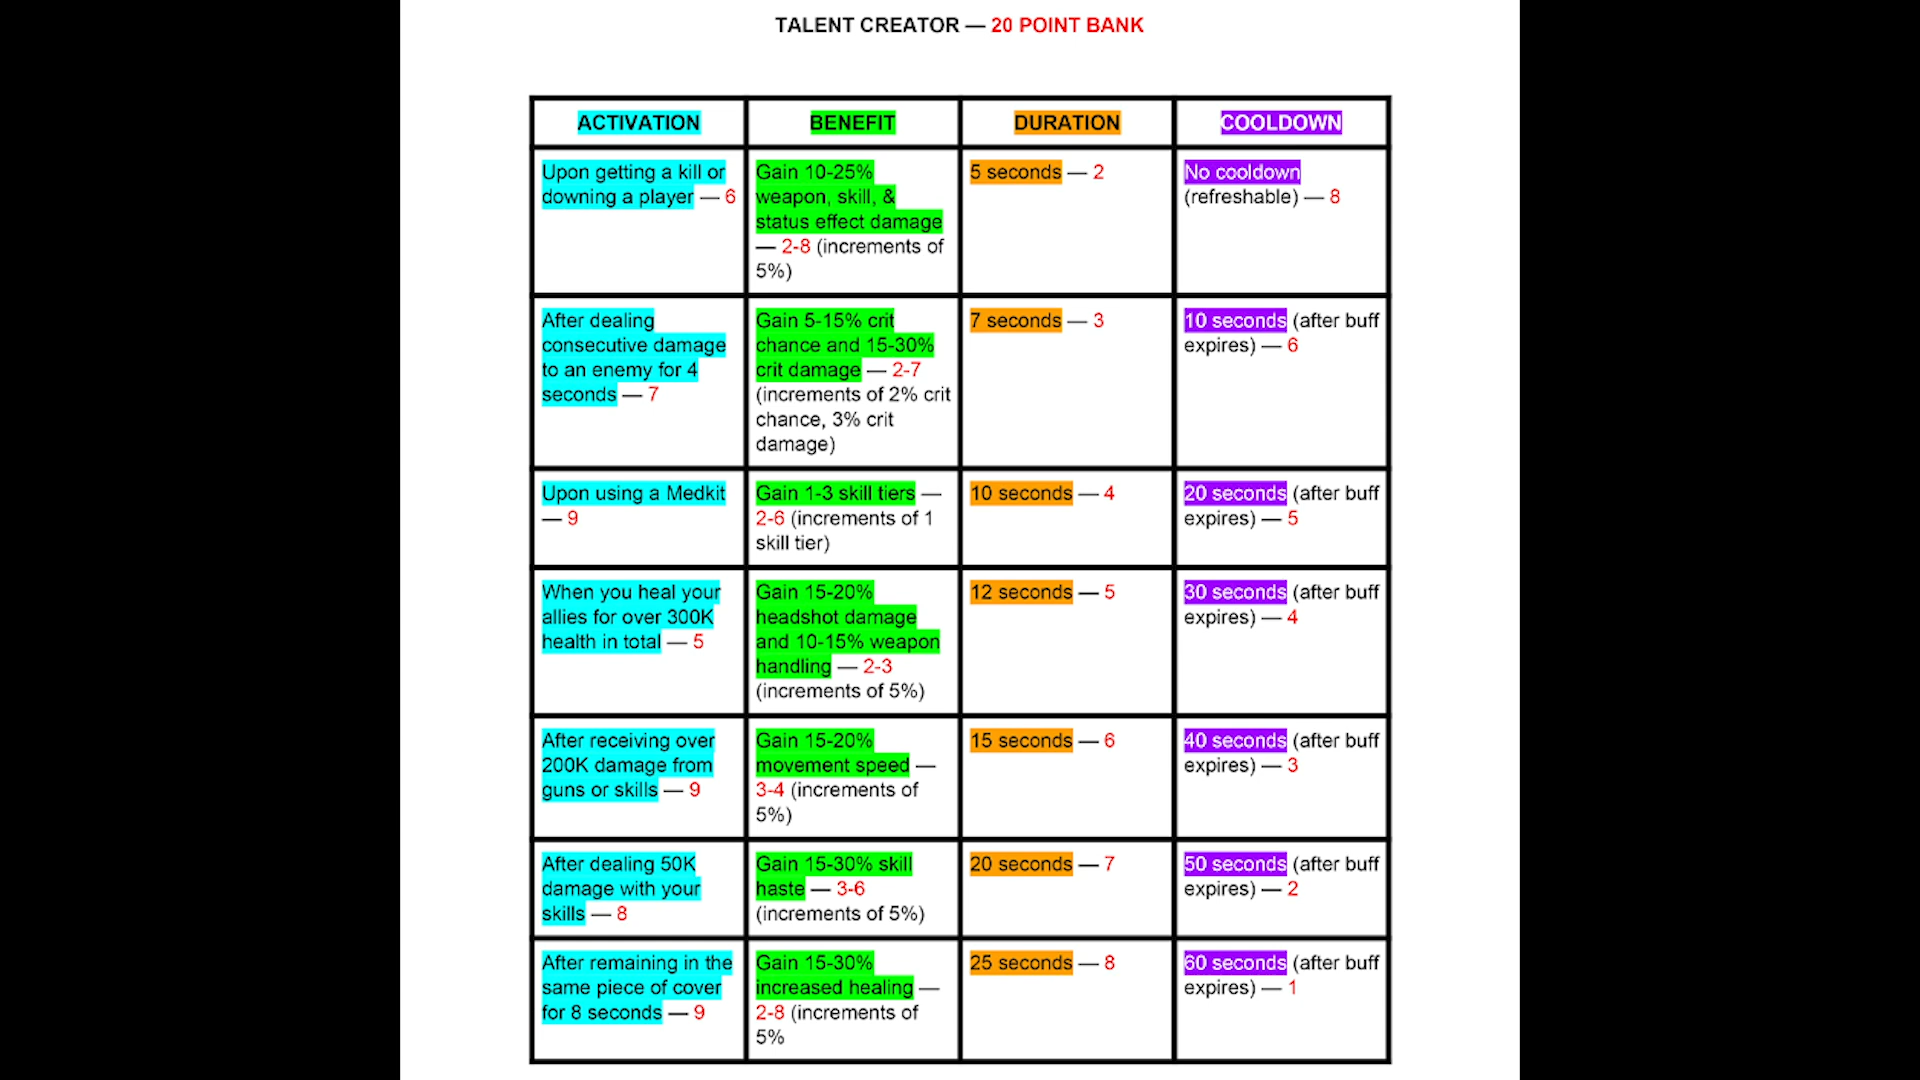 TALENT CREATOR — 20 POINT BANK
ACTIVATION
BENEFIT
DURATION
COOLDOWN
Upon getting a kill or
downing a player — 6
Gain 10-25%
weapon, skill, &
status effect damage
— 2-8 (increments of
5%)
5 seconds — 2
No cooldown
(refreshable) — 8
After dealing
consecutive damage
to an enemy for 4
seconds — 7
Gain 5-15% crit
chance and 15-30%
crit damage — 2-7
(increments of 2% crit
chance, 3% crit
damage)
7 seconds — 3
10 seconds (after buff
expires) — 6
Upon using a Medkit
— 9
Gain 1-3 skill tiers —
2-6 (increments of 1
skill tier)
10 seconds — 4
20 seconds (after buff
expires) — 5
When you heal your
allies for over 300K
health in total — 5
Gain 15-20%
headshot damage
and 10-15% weapon
handling — 2-3
(increments of 5%)
12 seconds — 5
30 seconds (after buff
expires) — 4
After receiving over
200K damage from
guns or skills — 9
Gain 15-20%
movement speed —
3-4 (increments of
5%)
15 seconds — 6
40 seconds (after buff
expires) — 3
After dealing 50K
damage with your
skills — 8
Gain 15-30% skill
haste — 3-6
(increments of 5%)
20 seconds — 7
50 seconds (after buff
expires) — 2
After remaining in the
same piece of cover
for 8 seconds — 9
Gain 15-30%
increased healing —
2-8 (increments of
5%
25 seconds — 8
60 seconds (after buff
expires) — 1